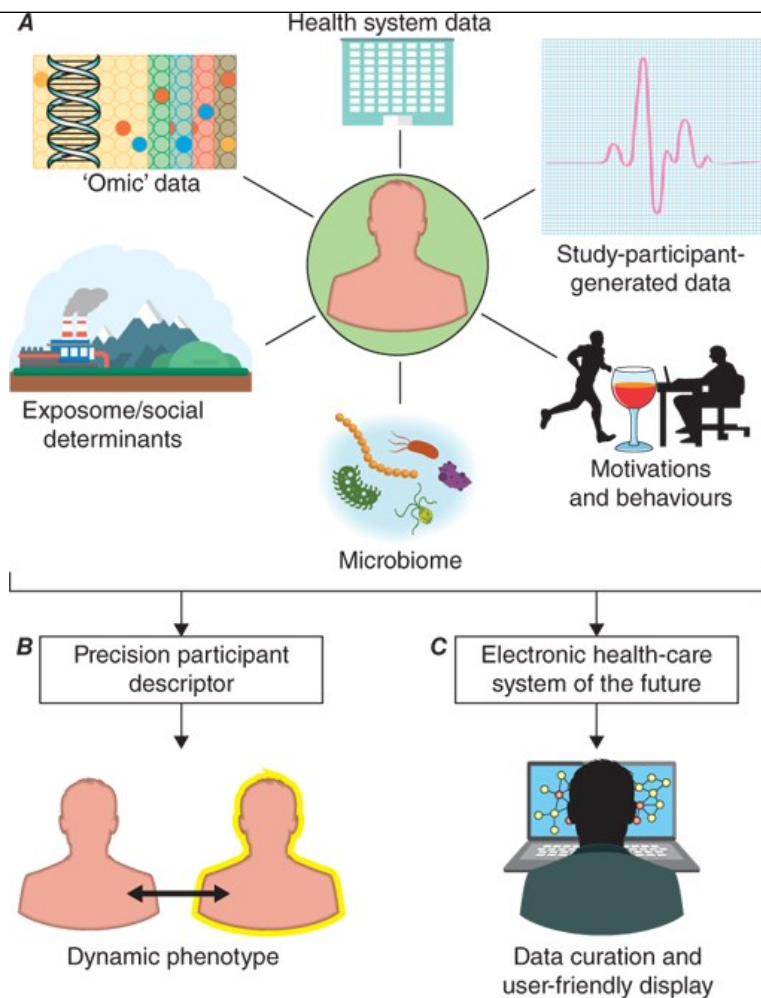 A
Health system data
'Omic' data
Study-participant-
generated data
Exposome/social
determinants
Motivations
and behaviours
Microbiome
B
Precision participant
descriptor
C
Electronic health-care
system of the future
Dynamic phenotype
Data curation and
user-friendly display